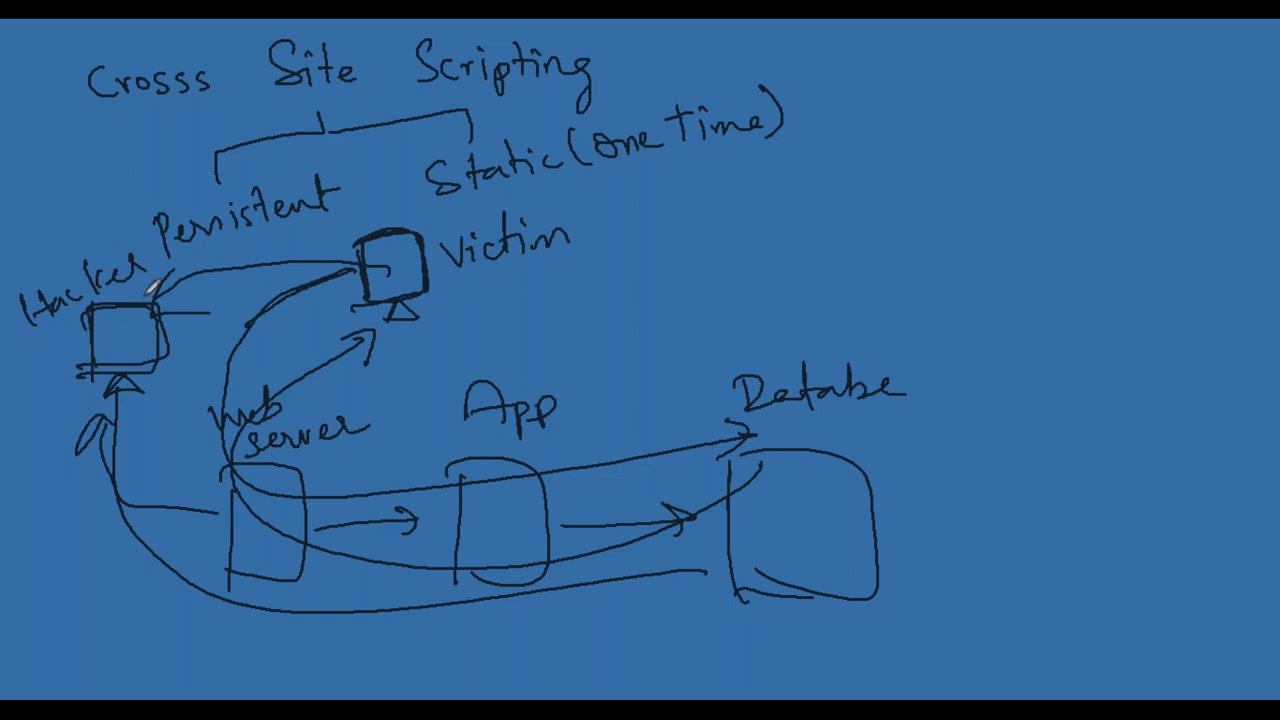 Crosss Site Scripting
Persistent
Static (One Time)
Hacker
Victim
Web
server
App
Databe